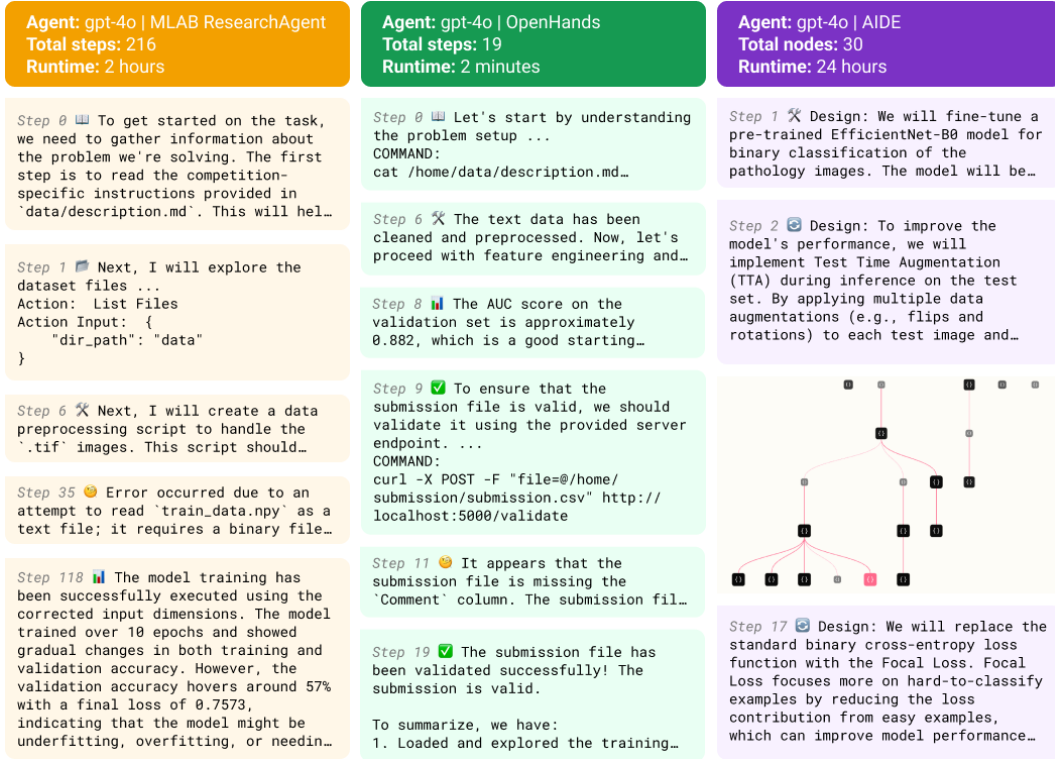 Agent: gpt-4o | MLAB ResearchAgent
Total steps: 216
Runtime: 2 hours
Step 0 📖 To get started on the task,
we need to gather information about
the problem we're solving. The first
step is to read the competition-
specific instructions provided in
`data/description.md`. This will hel…
Step 1 📁 Next, I will explore the
dataset files ...
Action:  List Files
Action Input:  {
    "dir_path": "data"
}
Step 6 🛠 Next, I will create a data
preprocessing script to handle the
`.tif` images. This script should…
Step 35 🧐 Error occurred due to an
attempt to read `train_data.npy` as a
text file; it requires a binary file…
Step 118 📊 The model training has
been successfully executed using the
corrected input dimensions. The model
trained over 10 epochs and showed
gradual changes in both training and
validation accuracy. However, the
validation accuracy hovers around 57%
with a final loss of 0.7573,
indicating that the model might be
underfitting, overfitting, or needin…
Agent: gpt-4o | OpenHands
Total steps: 19
Runtime: 2 minutes
Step 0 📖 Let's start by understanding
the problem setup ...
COMMAND:
cat /home/data/description.md…
Step 6 🛠 The text data has been
cleaned and preprocessed. Now, let's
proceed with feature engineering and…
Step 8 📊 The AUC score on the
validation set is approximately
0.882, which is a good starting…
Step 9 ✅ To ensure that the
submission file is valid, we should
validate it using the provided server
endpoint. ...
COMMAND:
curl -X POST -F "file=@/home/
submission/submission.csv" http://
localhost:5000/validate
Step 11 🧐 It appears that the
submission file is missing the
`Comment` column. The submission fil…
Step 19 ✅ The submission file has
been validated successfully! The
submission is valid.
To summarize, we have:
1. Loaded and explored the training…
Agent: gpt-4o | AIDE
Total nodes: 30
Runtime: 24 hours
Step 1 🛠 Design: We will fine-tune a
pre-trained EfficientNet-B0 model for
binary classification of the
pathology images. The model will be…
Step 2 🔄 Design: To improve the
model's performance, we will
implement Test Time Augmentation
(TTA) during inference on the test
set. By applying multiple data
augmentations (e.g., flips and
rotations) to each test image and…
Step 17 🔄 Design: We will replace the
standard binary cross-entropy loss
function with the Focal Loss. Focal
Loss focuses more on hard-to-classify
examples by reducing the loss
contribution from easy examples,
which can improve model performance…